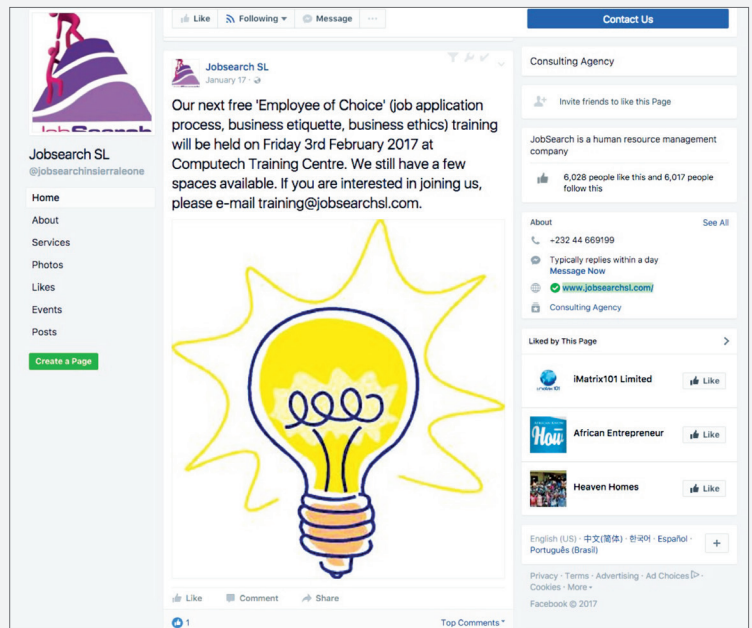 Like
Following
Message
Contact Us
JobSearch
Jobsearch SL
@jobsearchinsierraleone
Home
About
Services
Photos
Likes
Events
Posts
Create a Page
Jobsearch SL
January 17
Our next free 'Employee of Choice' (job application
process, business etiquette, business ethics) training
will be held on Friday 3rd February 2017 at
Computech Training Centre. We still have a few
spaces available. If you are interested in joining us,
please e-mail training@jobsearchsl.com.
Like Comment Share
1 Top Comments
Consulting Agency
Invite friends to like this Page
JobSearch is a human resource management
company
6,028 people like this and 6,017 people
follow this
About See All
+232 44 669199
Typically replies within a day
Message Now
www.jobsearchsl.com/
Consulting Agency
Liked by This Page
iMatrix101 Limited Like
How
African Entrepreneur Like
Heaven Homes Like
English (US) · 中文(简体) · 한국어 · Español ·
Português (Brasil)
Privacy · Terms · Advertising · Ad Choices ·
Cookies · More
Facebook © 2017